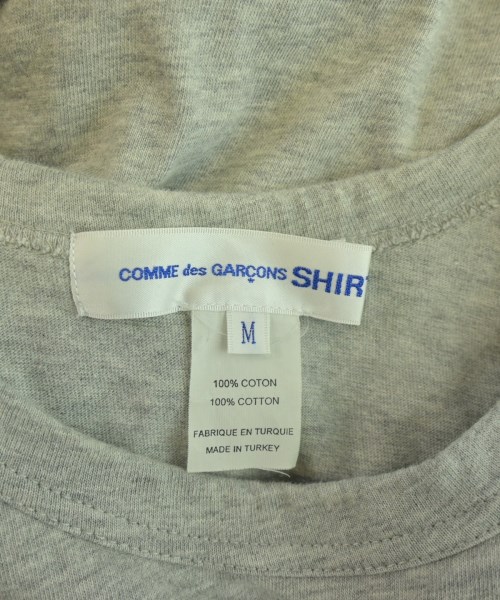 COMME des GARÇONS SHIRT
M
100% COTON
100% COTTON
FABRIQUE EN TURQUIE
MADE IN TURKEY